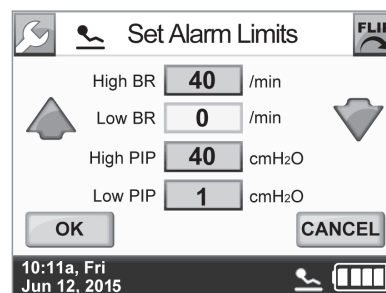 Set Alarm Limits
FLIP
High BR 40 /min
Low BR 0 /min
High PIP 40 cmH2O
Low PIP 1 cmH2O
OK CANCEL
10:11a, Fri
Jun 12, 2015